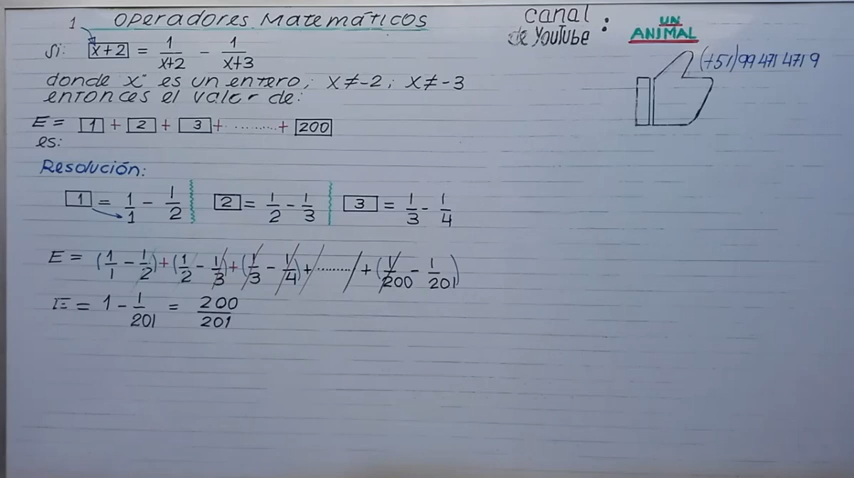 1
Operadores Matemáticos
canal de YouTube: UN ANIMAL
(+51) 99 471 471 9
Si: x+2 = 1/x+2 - 1/x+3
donde x es un entero; x≠-2; x≠-3
entonces el valor de:
E = 1 + 2 + 3 + ......... + 200
es:
Resolución:
1 = 1/1 - 1/2 2 = 1/2 - 1/3 3 = 1/3 - 1/4
E = (1/1 - 1/2) + (1/2 - 1/3) + (1/3 - 1/4) + ......... + (1/200 - 1/201)
E = 1 - 1/201 = 200/201